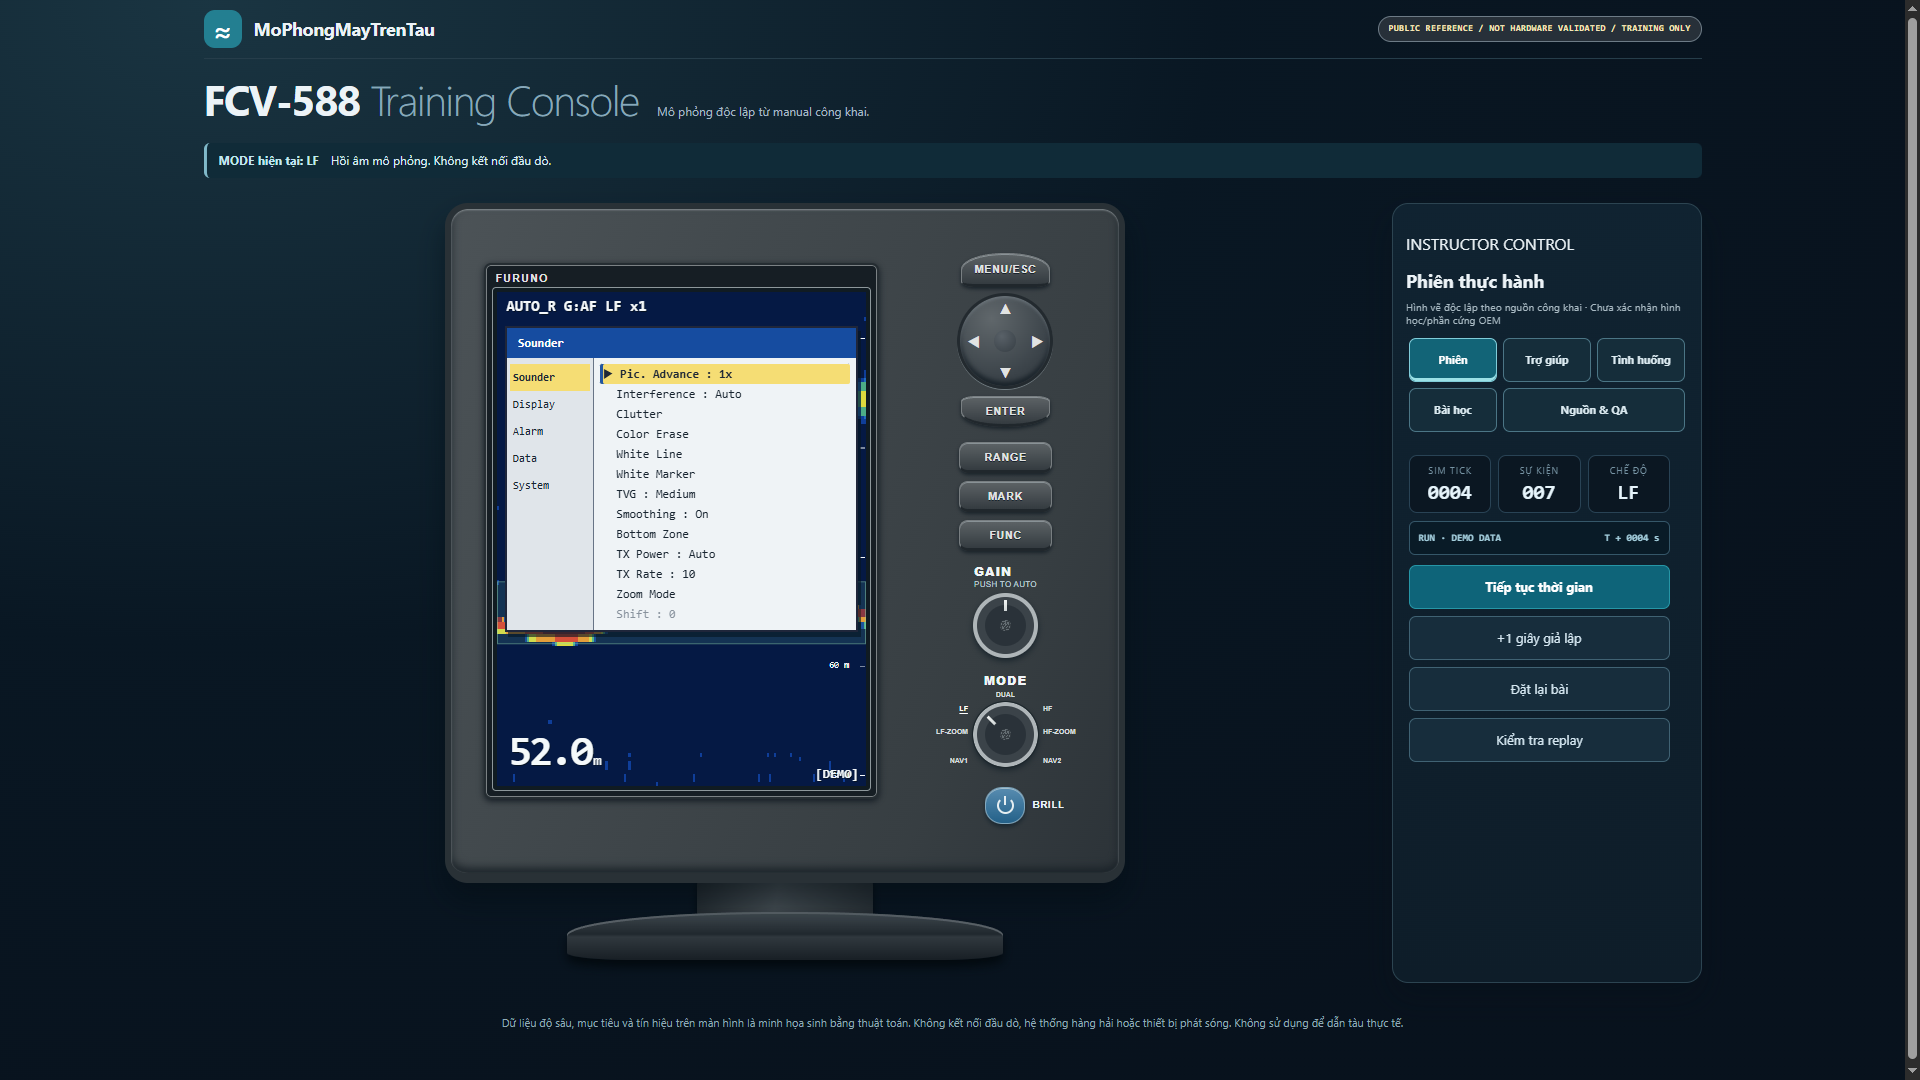 ≈ MoPhongMayTrenTau
PUBLIC REFERENCE / NOT HARDWARE VALIDATED / TRAINING ONLY
FCV-588 Training Console Mô phỏng độc lập từ manual công khai.
MODE hiện tại: LF Hồi âm mô phỏng. Không kết nối đầu dò.
FURUNO
AUTO_R G:AF LF x1
Sounder
Sounder
Display
Alarm
Data
System
▶ Pic. Advance : 1x
Interference : Auto
Clutter
Color Erase
White Line
White Marker
TVG : Medium
Smoothing : On
Bottom Zone
TX Power : Auto
TX Rate : 10
Zoom Mode
Shift : 0
60 m
52.0m
[DEMO]
MENU/ESC
▲
◀ ▶
▼
ENTER
RANGE
MARK
FUNC
GAIN
PUSH TO AUTO
MODE
DUAL
LF HF
LF-ZOOM HF-ZOOM
NAV1 NAV2
BRILL
INSTRUCTOR CONTROL
Phiên thực hành
Hình vẽ độc lập theo nguồn công khai · Chưa xác nhận hình
học/phần cứng OEM
Phiên Trợ giúp Tình huống
Bài học Nguồn & QA
SIM TICK SỰ KIỆN CHẾ ĐỘ
0004 007 LF
RUN · DEMO DATA T + 0004 s
Tiếp tục thời gian
+1 giây giả lập
Đặt lại bài
Kiểm tra replay
Dữ liệu độ sâu, mục tiêu và tín hiệu trên màn hình là minh họa sinh bằng thuật toán. Không kết nối đầu dò, hệ thống hàng hải hoặc thiết bị phát sóng. Không sử dụng để dẫn tàu thực tế.